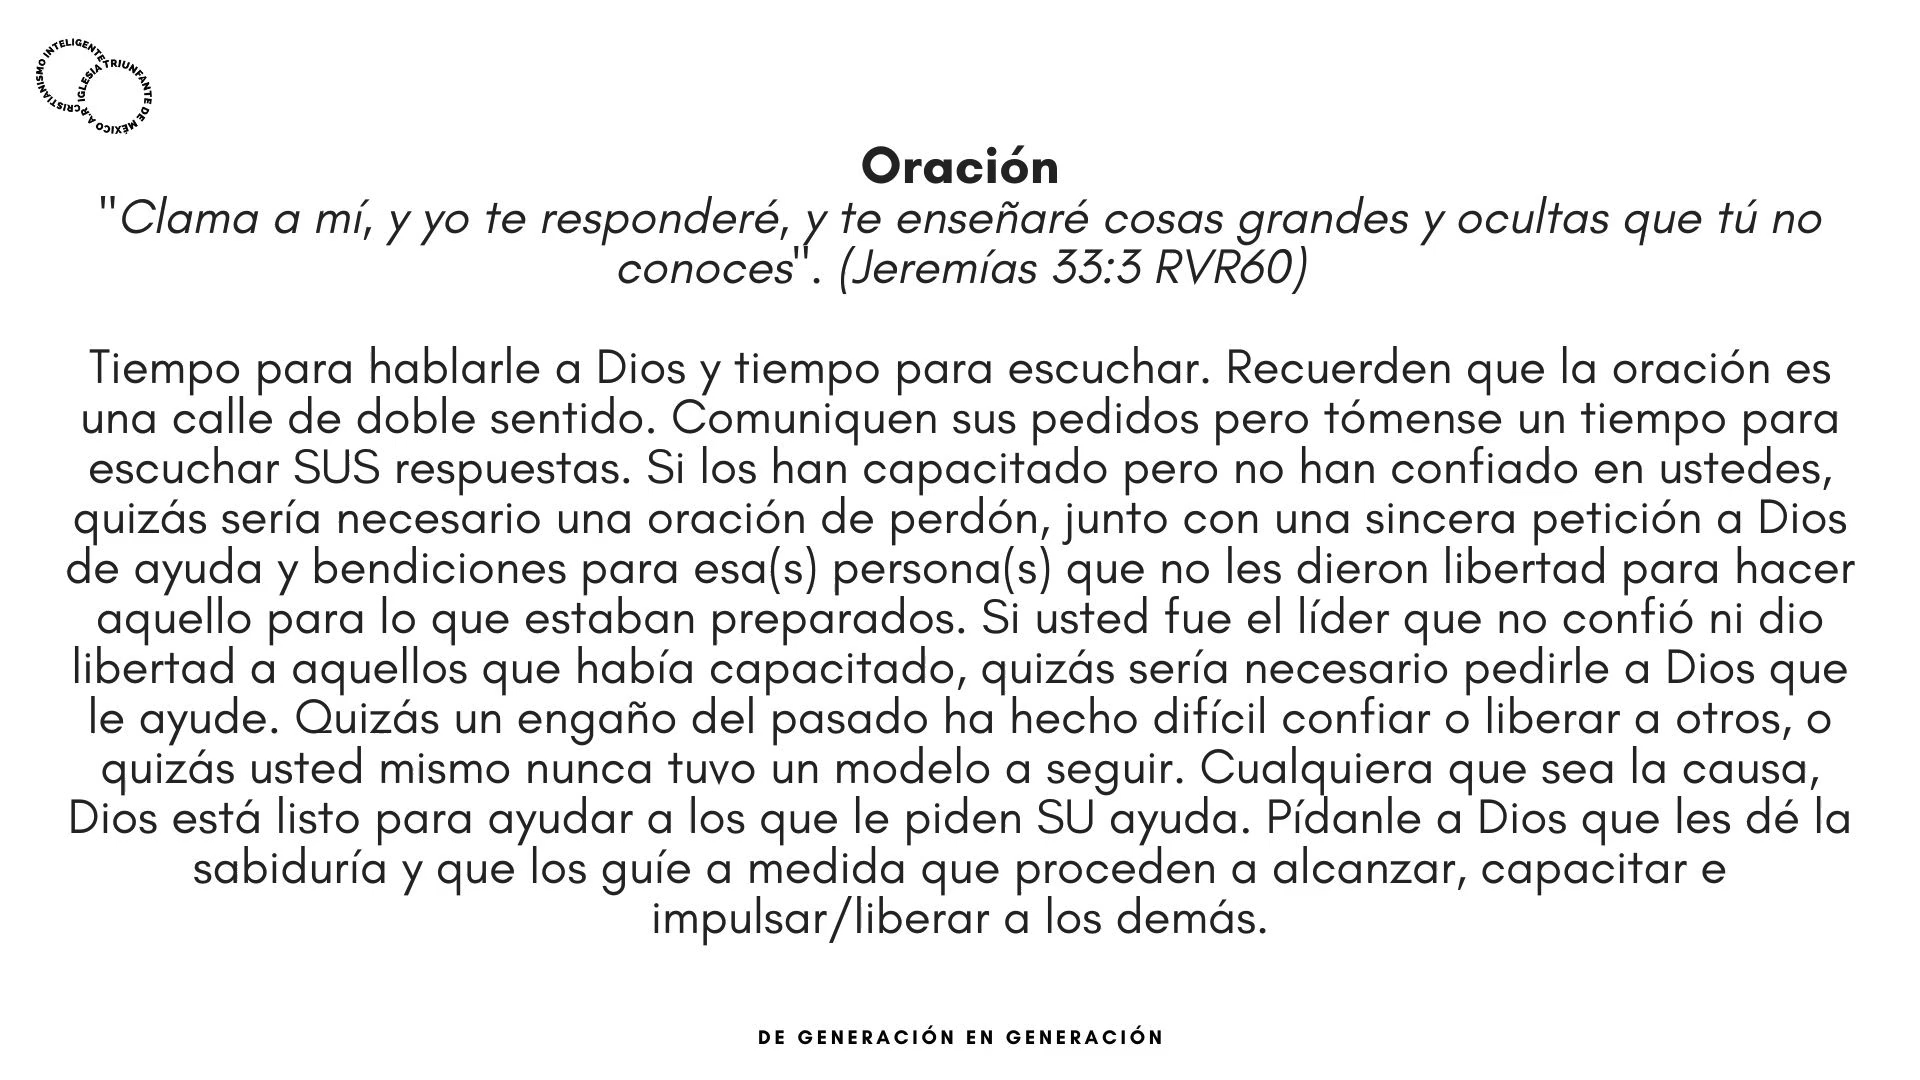 CRISTIANISMO INTELIGENTE
IGLESIA TRIUNFANTE DE MÉXICO A.R
Oración
"Clama a mí, y yo te responderé, y te enseñaré cosas grandes y ocultas que tú no
conoces". (Jeremías 33:3 RVR60)
Tiempo para hablarle a Dios y tiempo para escuchar. Recuerden que la oración es
una calle de doble sentido. Comuniquen sus pedidos pero tómense un tiempo para
escuchar SUS respuestas. Si los han capacitado pero no han confiado en ustedes,
quizás sería necesario una oración de perdón, junto con una sincera petición a Dios
de ayuda y bendiciones para esa(s) persona(s) que no les dieron libertad para hacer
aquello para lo que estaban preparados. Si usted fue el líder que no confió ni dio
libertad a aquellos que había capacitado, quizás sería necesario pedirle a Dios que
le ayude. Quizás un engaño del pasado ha hecho difícil confiar o liberar a otros, o
quizás usted mismo nunca tuvo un modelo a seguir. Cualquiera que sea la causa,
Dios está listo para ayudar a los que le piden SU ayuda. Pídanle a Dios que les dé la
sabiduría y que los guíe a medida que proceden a alcanzar, capacitar e
impulsar/liberar a los demás.
DE GENERACIÓN EN GENERACIÓN